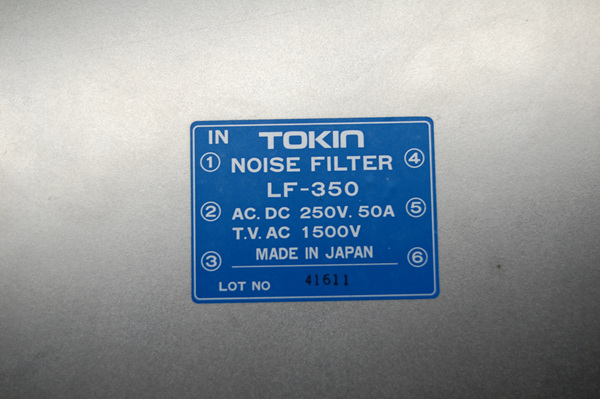 IN TOKIN
① NOISE FILTER ④
LF-350
② AC. DC 250V. 50A ⑤
T.V. AC 1500V
③ MADE IN JAPAN ⑥
LOT NO 41611